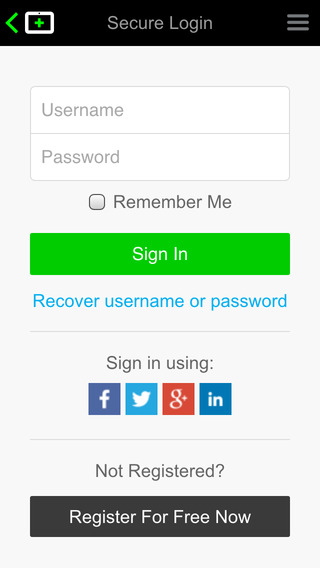 Secure Login
Username
Password
Remember Me
Sign In
Recover username or password
Sign in using:
f
g+
in
Not Registered?
Register For Free Now